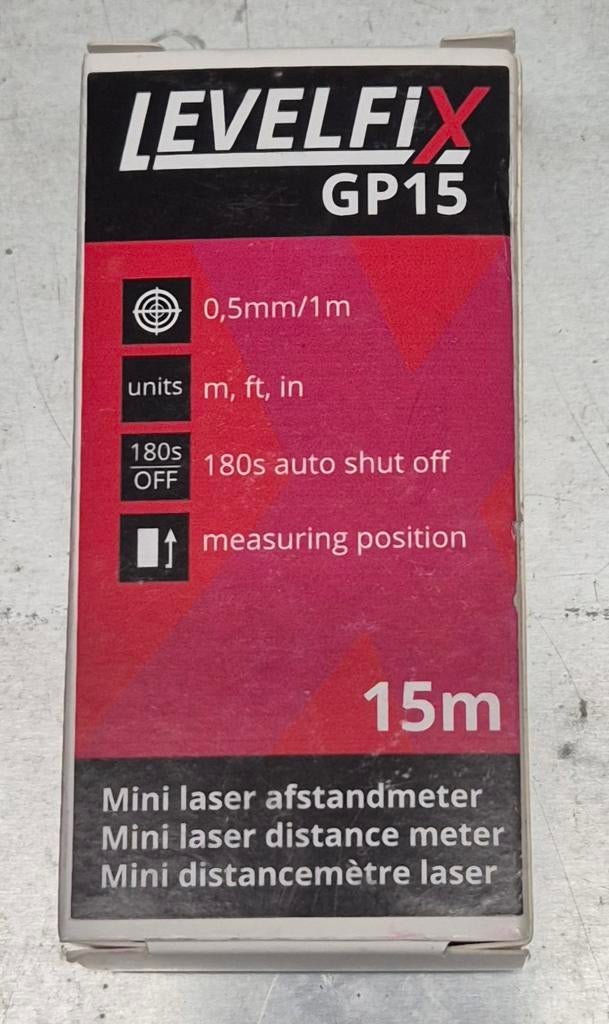 LEVELFiX
GP15
0,5mm/1m
units m, ft, in
180s
OFF
180s auto shut off
measuring position
15m
Mini laser afstandmeter
Mini laser distance meter
Mini distancemètre laser